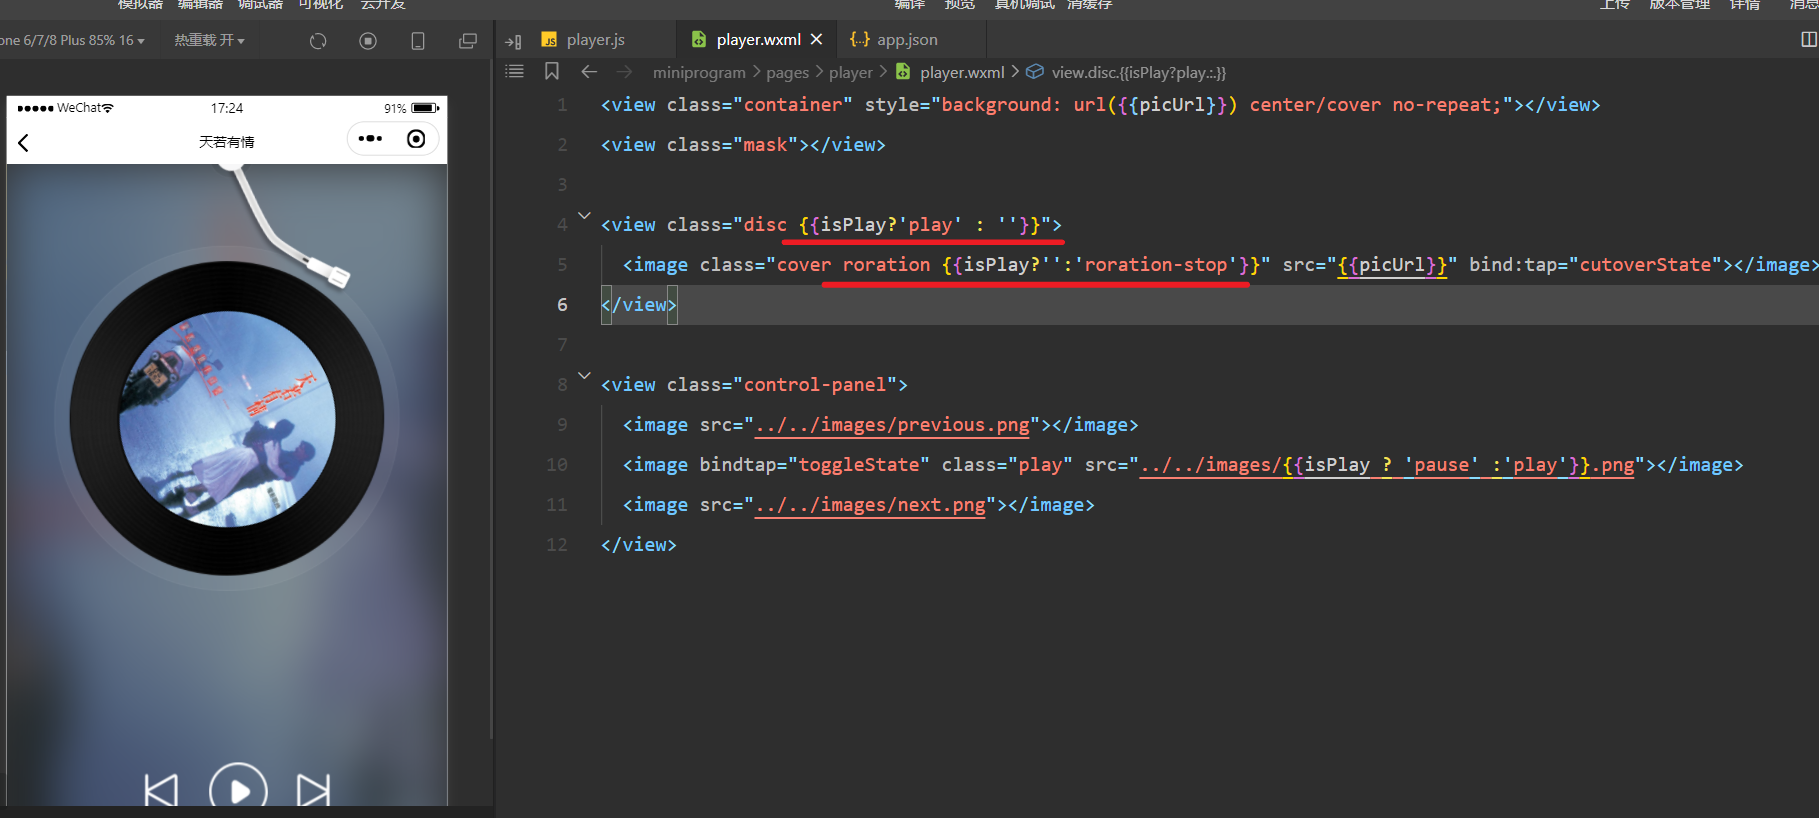 模拟器 编辑器 调试器 可视化 云开发
编译 预览 真机调试 清缓存
上传 版本管理 详情 消息
one 6/7/8 Plus 85% 16
热重载 开
player.js
player.wxml
{..} app.json
miniprogram > pages > player > player.wxml > view.disc.{{isPlay?play.:.}}
WeChat
17:24
91%
天若有情
1 <view class="container" style="background: url({{picUrl}}) center/cover no-repeat;"></view>
2 <view class="mask"></view>
3
4 <view class="disc {{isPlay?'play' : ''}}">
5 <image class="cover roration {{isPlay?'':'roration-stop'}}" src="{{picUrl}}" bind:tap="cutoverState"></image>
6 </view>
7
8 <view class="control-panel">
9 <image src="../../images/previous.png"></image>
10 <image bindtap="toggleState" class="play" src="../../images/{{isPlay ? 'pause' :'play'}}.png"></image>
11 <image src="../../images/next.png"></image>
12 </view>